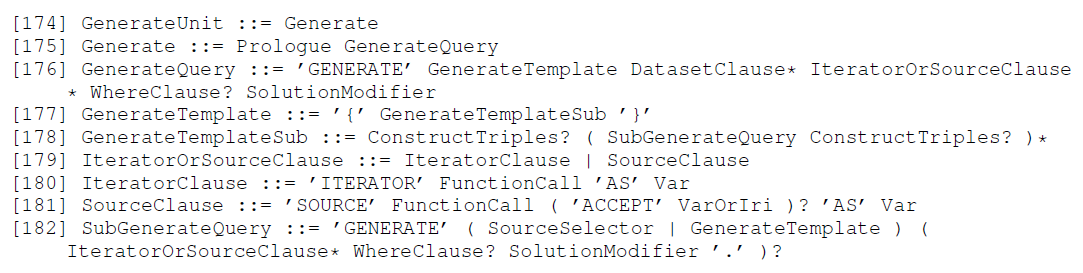 [174] GenerateUnit ::= Generate
[175] Generate ::= Prologue GenerateQuery
[176] GenerateQuery ::= ’GENERATE’ GenerateTemplate DatasetClause* IteratorOrSourceClause
* WhereClause? SolutionModifier
[177] GenerateTemplate ::= ’{’ GenerateTemplateSub ’}’
[178] GenerateTemplateSub ::= ConstructTriples? ( SubGenerateQuery ConstructTriples? )*
[179] IteratorOrSourceClause ::= IteratorClause | SourceClause
[180] IteratorClause ::= ’ITERATOR’ FunctionCall ’AS’ Var
[181] SourceClause ::= ’SOURCE’ FunctionCall ( ’ACCEPT’ VarOrIri )? ’AS’ Var
[182] SubGenerateQuery ::= ’GENERATE’ ( SourceSelector | GenerateTemplate ) (
IteratorOrSourceClause* WhereClause? SolutionModifier ’.’ )?